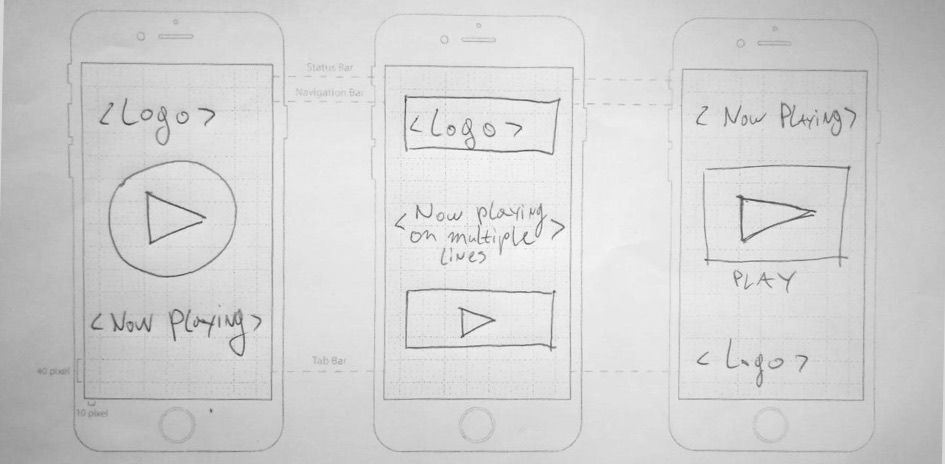 Status Bar
Navigation Bar
<Logo>
<Now Playing>
40 pixel
10 pixel
<Logo>
<Now playing
on multiple>
lines
Tab Bar
<Now Playing>
PLAY
<Logo>